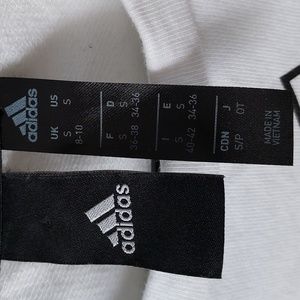 adidas
UK US
S S
8-10
F D
S S
36-38 34-36
I E
S S
40-42 34-36
CDN J
S/P OT
MADE IN
VIETNAM
adidas